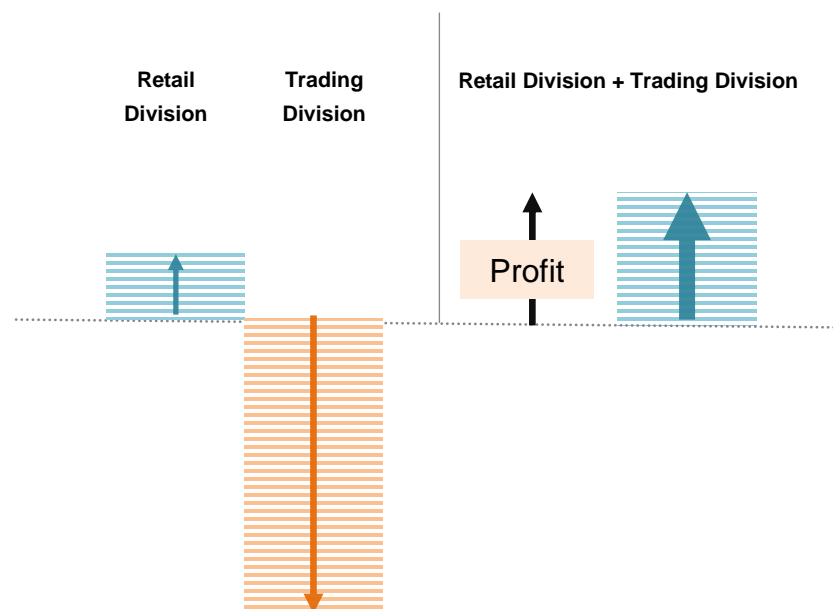 Retail
Division
Trading
Division
Retail Division + Trading Division
Profit